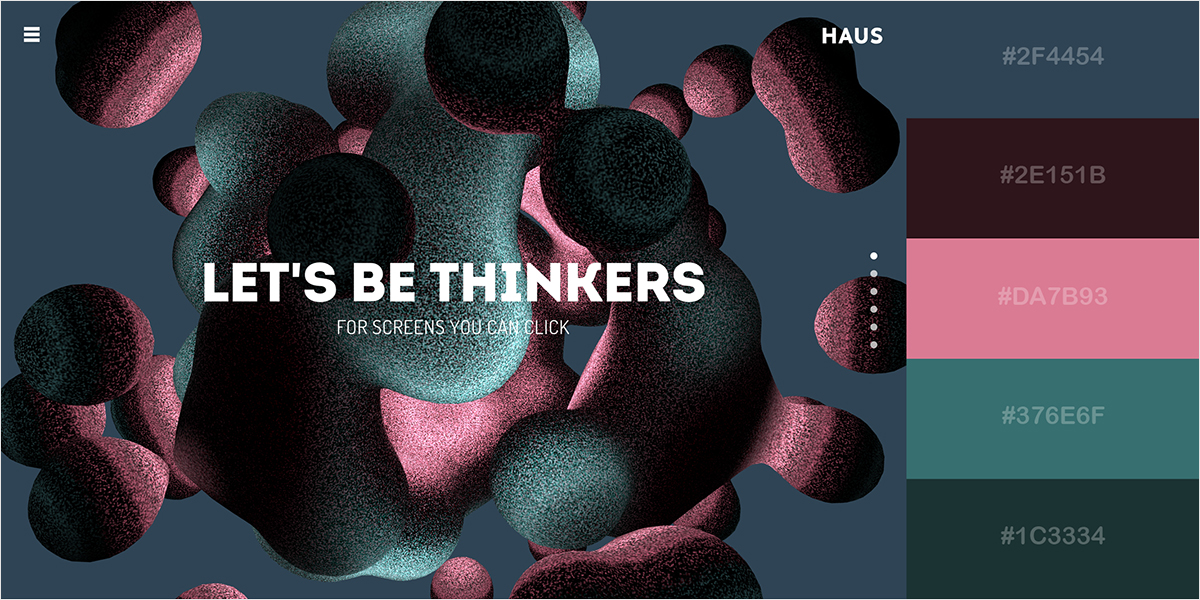 HAUS
LET'S BE THINKERS
FOR SCREENS YOU CAN CLICK
#2F4454
#2E151B
#DA7B93
#376E6F
#1C3334